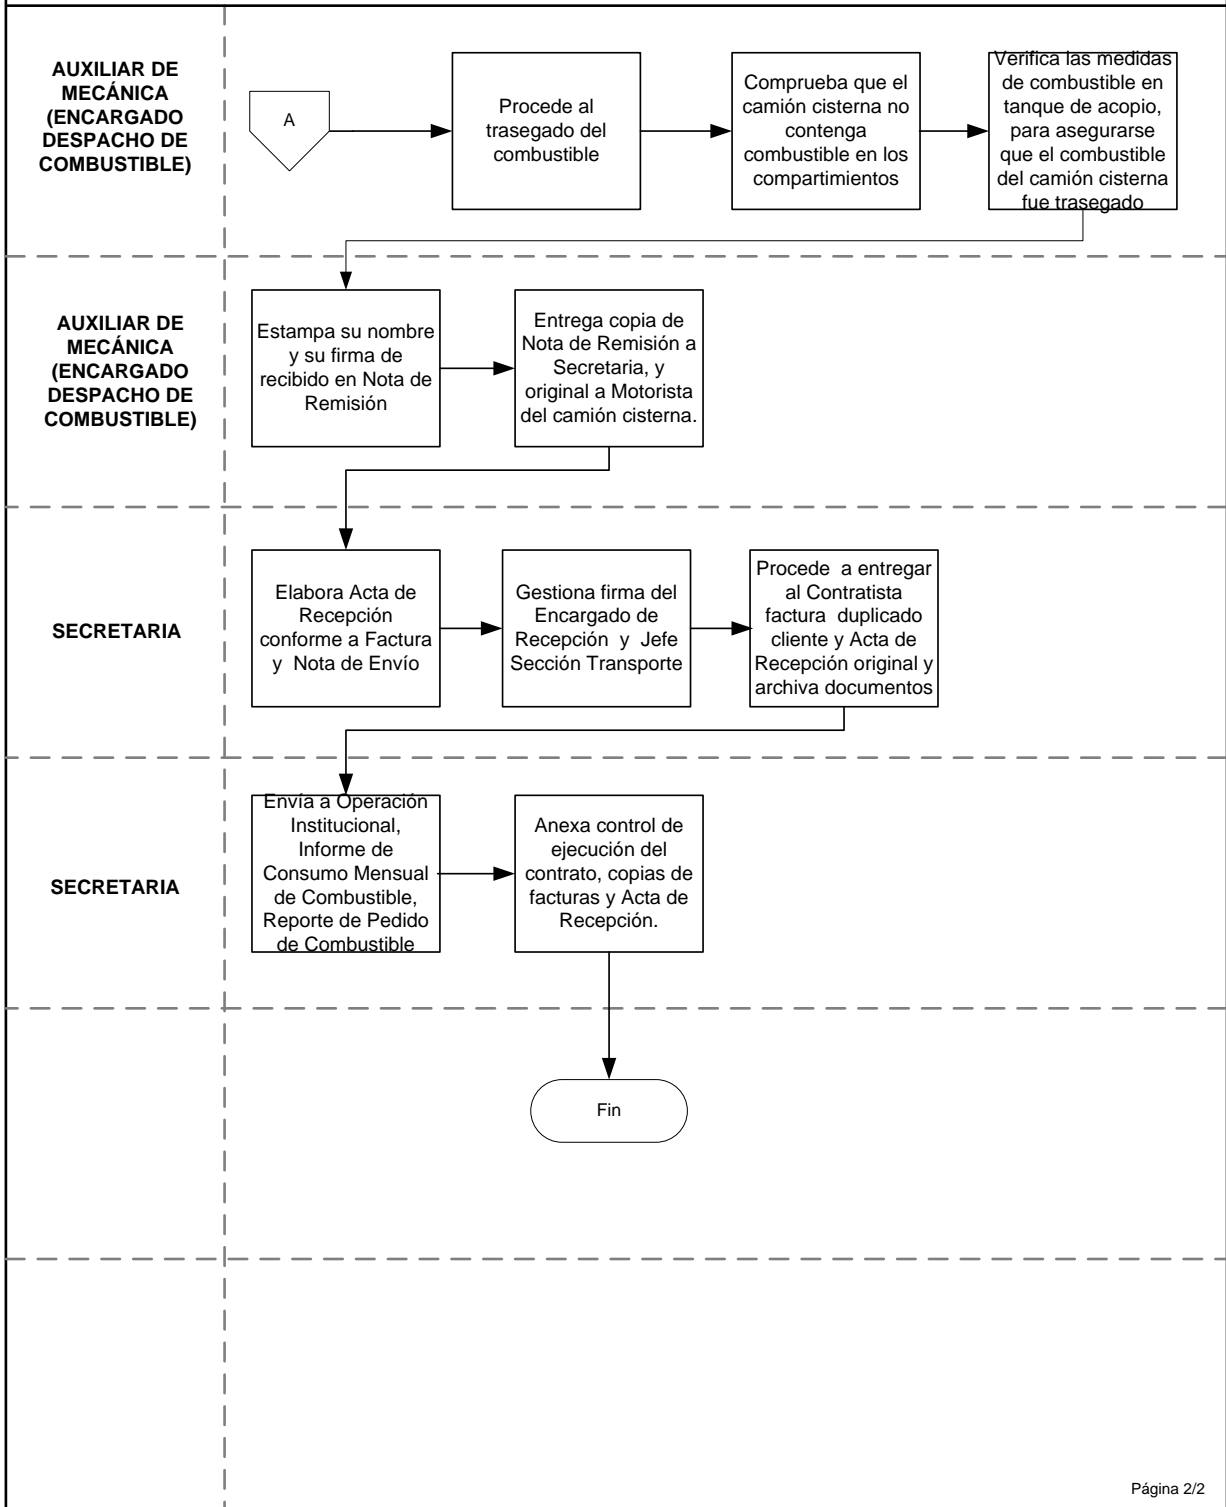 AUXILIAR DE
MECÁNICA
(ENCARGADO
DESPACHO DE
COMBUSTIBLE)
A
Procede al
trasegado del
combustible
Comprueba que el
camión cisterna no
contenga
combustible en los
compartimientos
Verifica las medidas
de combustible en
tanque de acopio,
para asegurarse
que el combustible
del camión cisterna
fue trasegado
AUXILIAR DE
MECÁNICA
(ENCARGADO
DESPACHO DE
COMBUSTIBLE)
Estampa su nombre
y su firma de
recibido en Nota de
Remisión
Entrega copia de
Nota de Remisión a
Secretaria, y
original a Motorista
del camión cisterna.
SECRETARIA
Elabora Acta de
Recepción
conforme a Factura
y Nota de Envío
Gestiona firma del
Encargado de
Recepción y Jefe
Sección Transporte
Procede a entregar
al Contratista
factura duplicado
cliente y Acta de
Recepción original y
archiva documentos
SECRETARIA
Envía a Operación
Institucional,
Informe de
Consumo Mensual
de Combustible,
Reporte de Pedido
de Combustible
Anexa control de
ejecución del
contrato, copias de
facturas y Acta de
Recepción.
Fin
Página 2/2